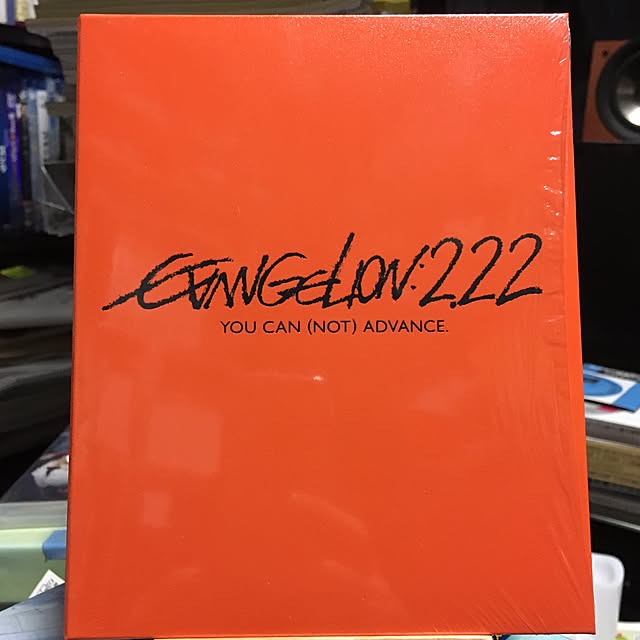 EVANGELION:2.22
YOU CAN (NOT) ADVANCE.